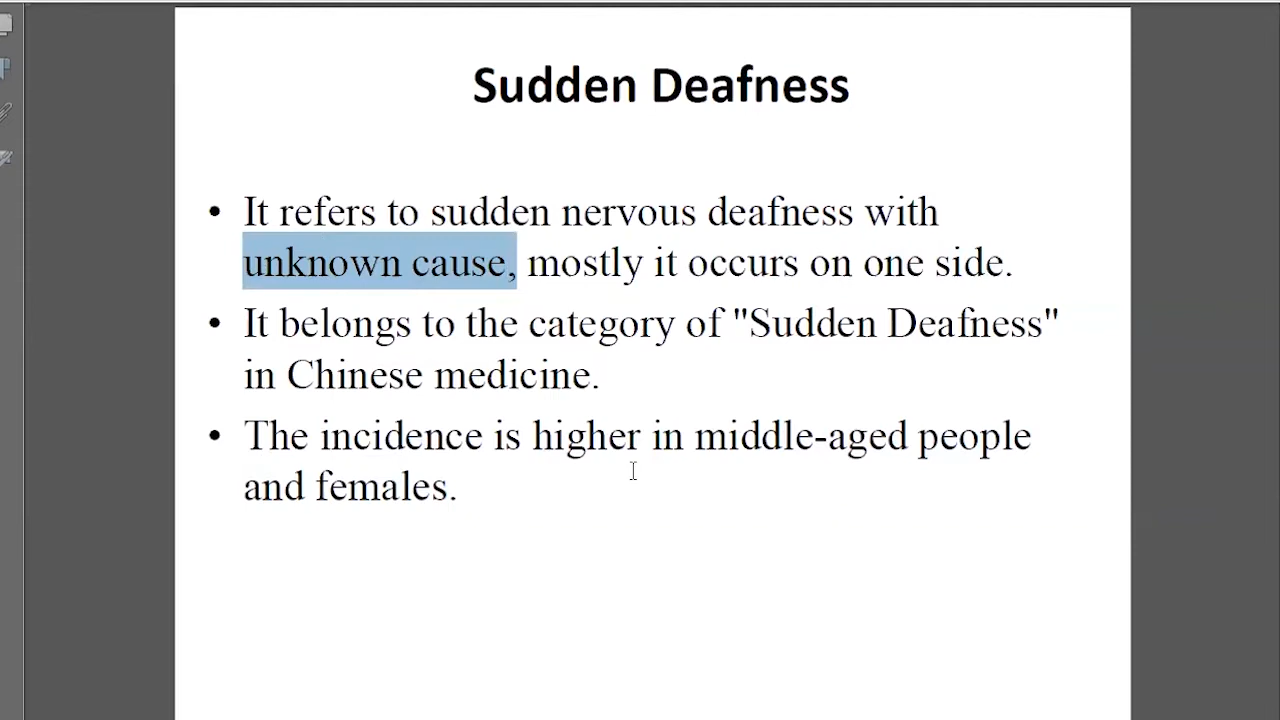 Sudden Deafness
• It refers to sudden nervous deafness with
unknown cause, mostly it occurs on one side.
• It belongs to the category of "Sudden Deafness"
in Chinese medicine.
• The incidence is higher in middle-aged people
and females.